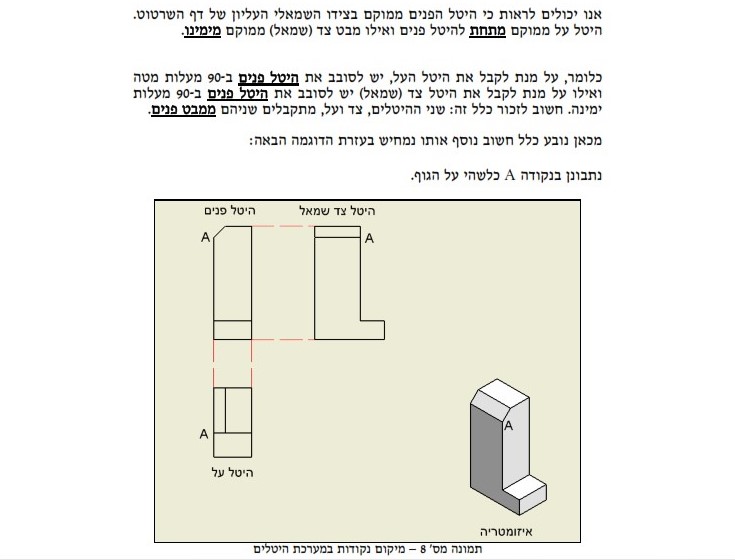 אנו יכולים לראות כי היטל הפנים ממוקם בצידו השמאלי העליון של דף השרטוט.
היטל על ממוקם מתחת להיטל פנים ואילו מבט צד (שמאל) ממוקם מימינו.
כלומר, על מנת לקבל את היטל העל, יש לסובב את היטל פנים ב-90 מעלות מטה
ואילו על מנת לקבל את היטל צד (שמאל) יש לסובב את היטל פנים ב-90 מעלות
ימינה. חשוב לזכור כלל זה: שני ההיטלים, צד ועל, מתקבלים שניהם ממבט פנים.
מכאן נובע כלל חשוב נוסף אותו נמחיש בעזרת הדוגמה הבאה:
נתבונן בנקודה A כלשהי על הגוף.
היטל צד שמאל
היטל פנים
A
A
A
היטל על
A
איזומטריה
תמונה מס' 8 – מיקום נקודות במערכת היטלים